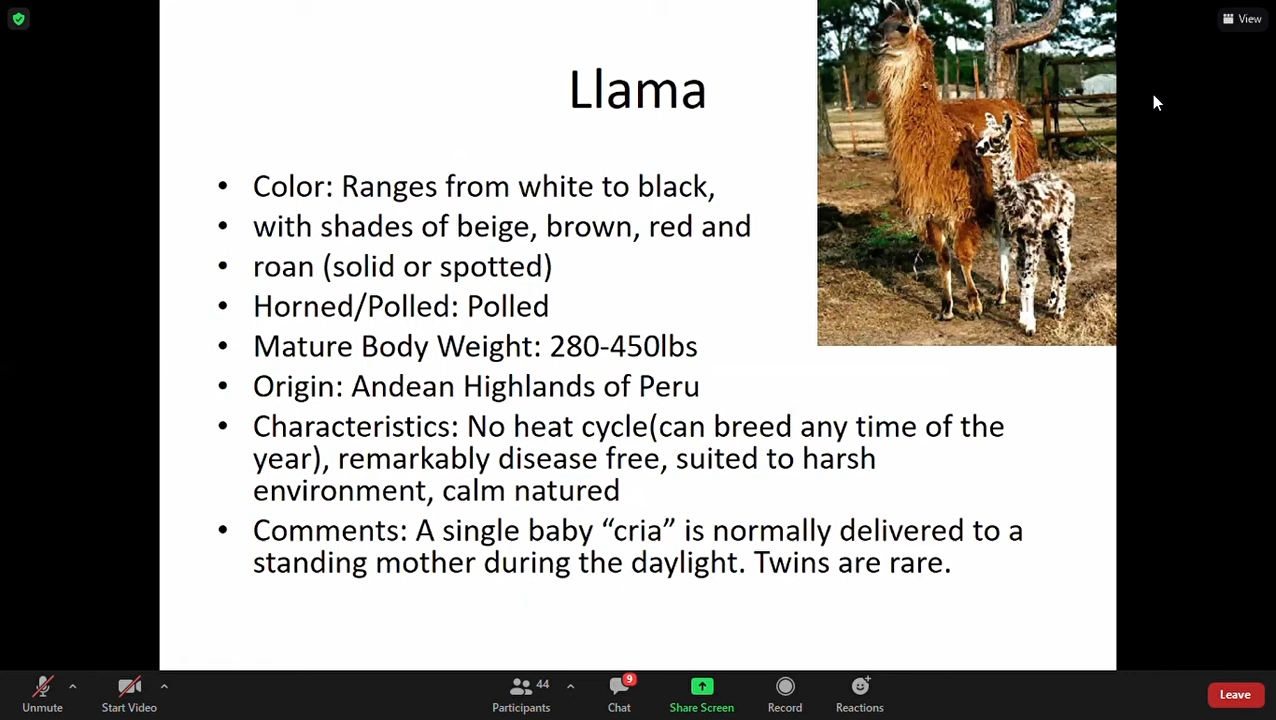 View
Llama
• Color: Ranges from white to black,
• with shades of beige, brown, red and
• roan (solid or spotted)
• Horned/Polled: Polled
• Mature Body Weight: 280-450lbs
• Origin: Andean Highlands of Peru
• Characteristics: No heat cycle(can breed any time of the
year), remarkably disease free, suited to harsh
environment, calm natured
• Comments: A single baby “cria” is normally delivered to a
standing mother during the daylight. Twins are rare.
44
9
Unmute
Start Video
Participants
Chat
Share Screen
Record
Reactions
Leave